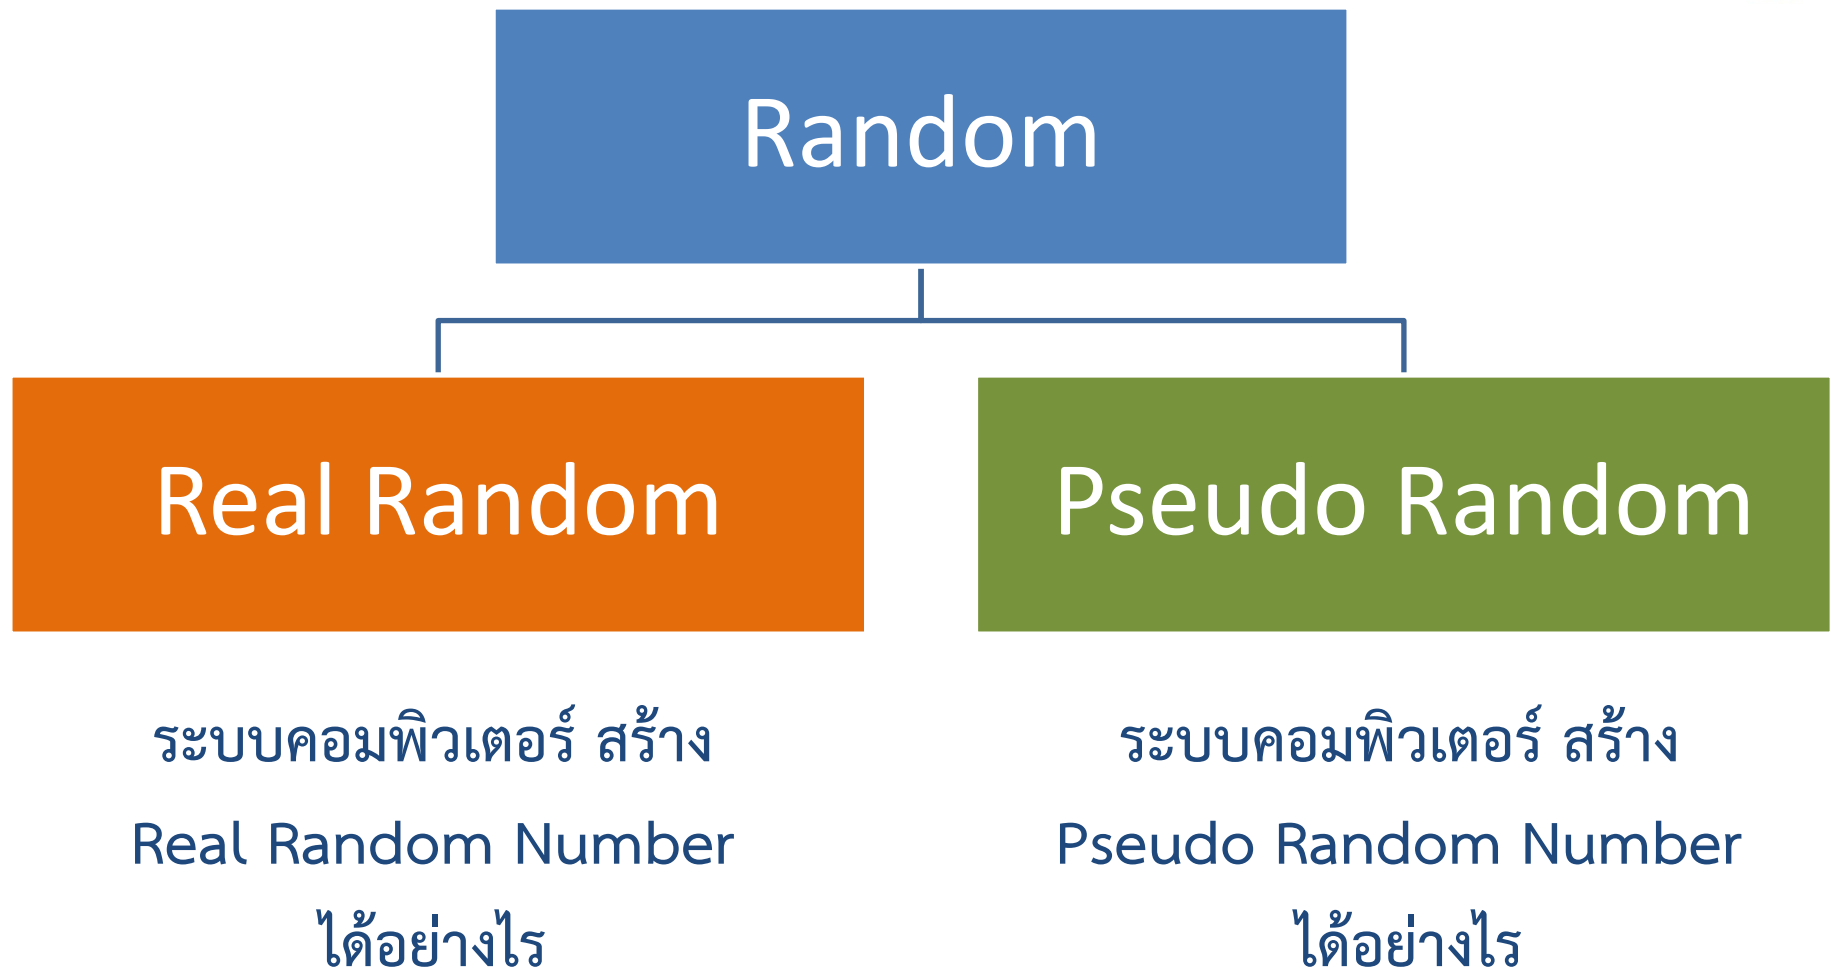 Random
Real Random
Pseudo Random
ระบบคอมพิวเตอร์ สร้าง
Real Random Number
ได้อย่างไร
ระบบคอมพิวเตอร์ สร้าง
Pseudo Random Number
ได้อย่างไร